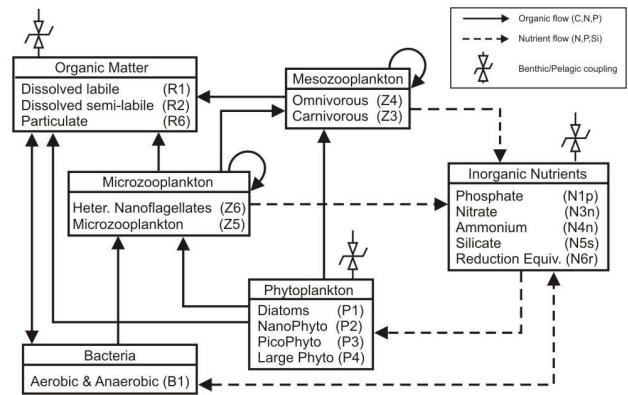 Organic flow (C,N,P)
Nutrient flow (N,P,Si)
Benthic/Pelagic coupling
Organic Matter
Dissolved labile (R1)
Dissolved semi-labile (R2)
Particulate (R6)
Mesozooplankton
Omnivorous (Z4)
Carnivorous (Z3)
Microzooplankton
Heter. Nanoflagellates (Z6)
Microzooplankton (Z5)
Inorganic Nutrients
Phosphate (N1p)
Nitrate (N3n)
Ammonium (N4n)
Silicate (N5s)
Reduction Equiv. (N6r)
Phytoplankton
Diatoms (P1)
NanoPhyto (P2)
PicoPhyto (P3)
Large Phyto (P4)
Bacteria
Aerobic & Anaerobic (B1)